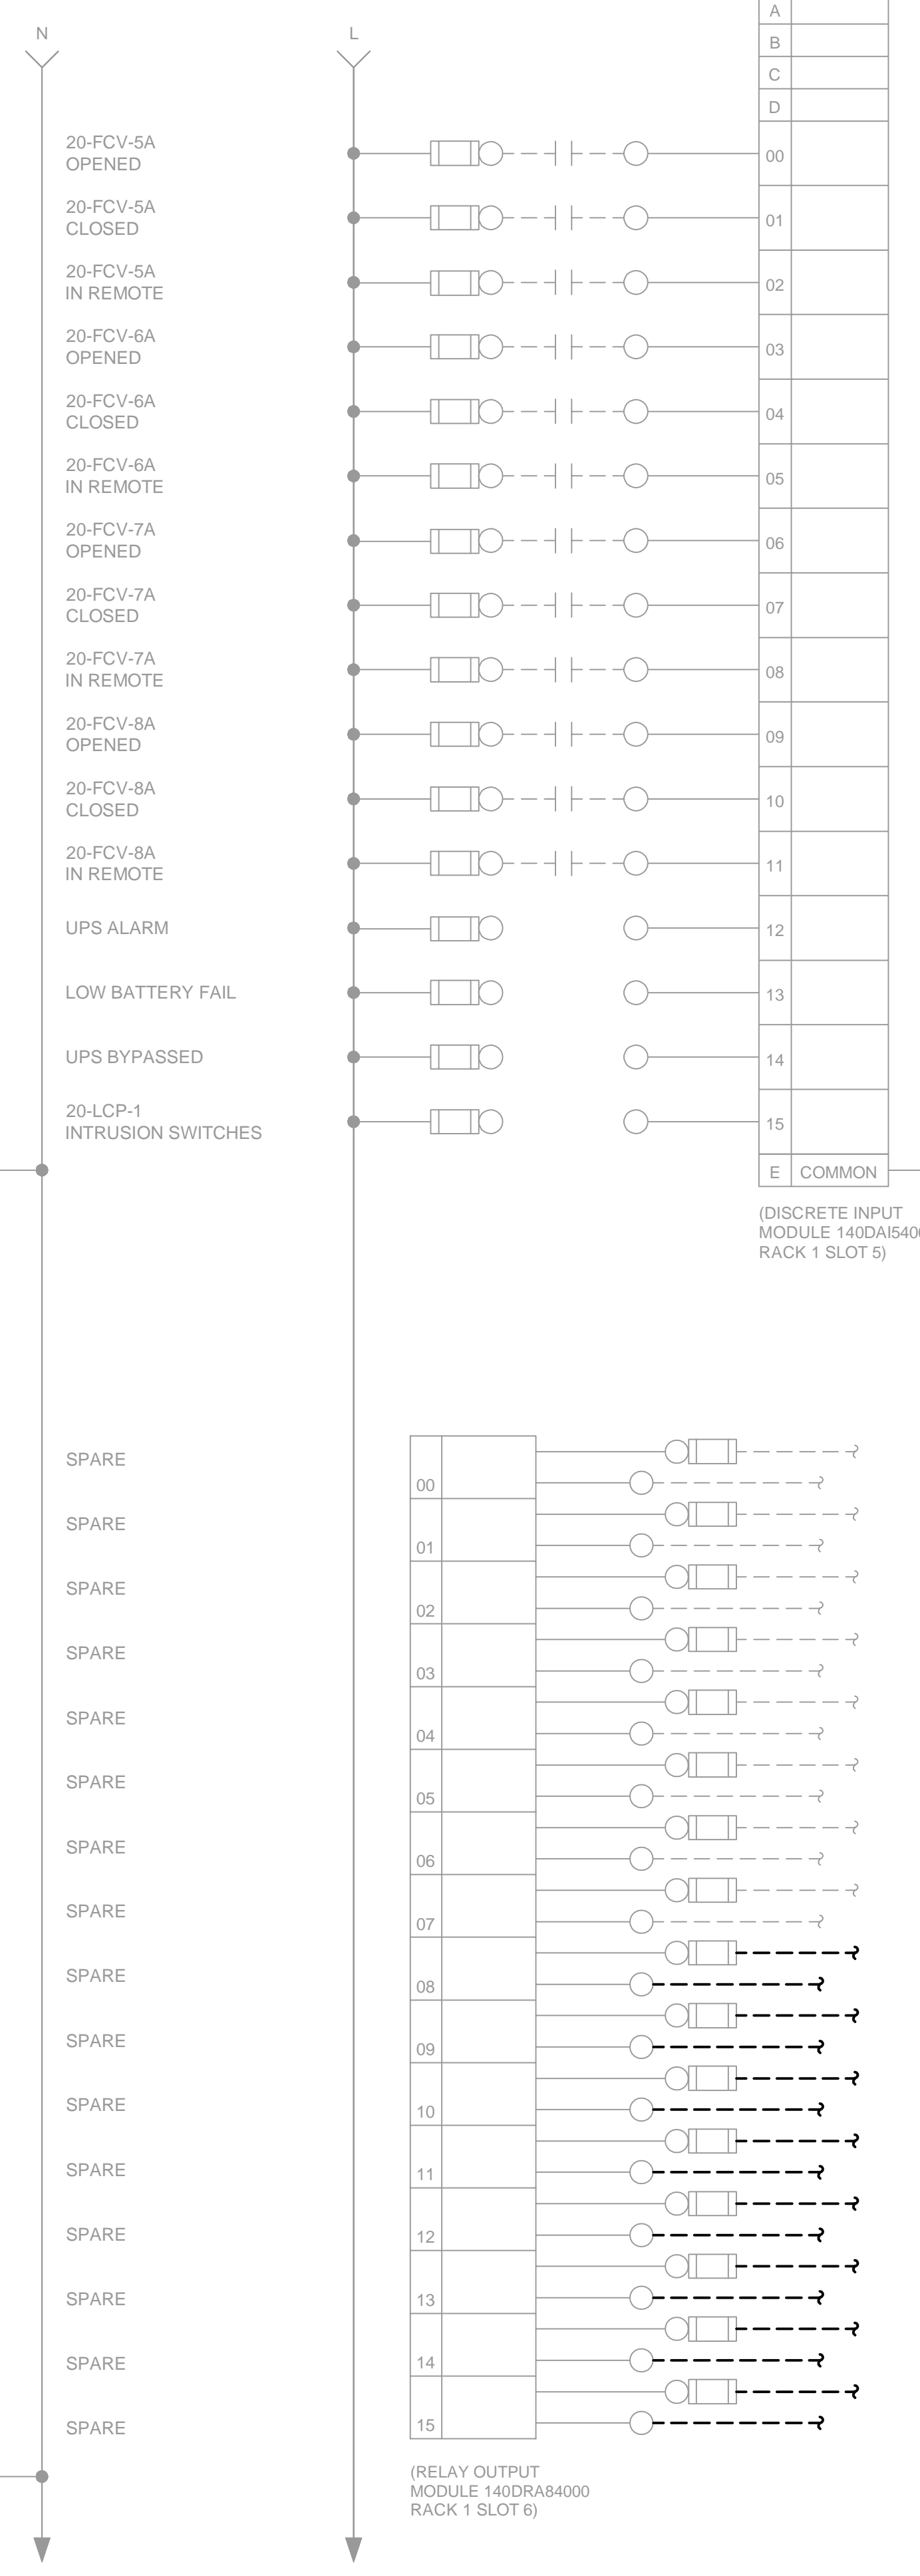 N
L
A
B
C
D
20-FCV-5A
OPENED
00
20-FCV-5A
CLOSED
01
20-FCV-5A
IN REMOTE
02
20-FCV-6A
OPENED
03
20-FCV-6A
CLOSED
04
20-FCV-6A
IN REMOTE
05
20-FCV-7A
OPENED
06
20-FCV-7A
CLOSED
07
20-FCV-7A
IN REMOTE
08
20-FCV-8A
OPENED
09
20-FCV-8A
CLOSED
10
20-FCV-8A
IN REMOTE
11
UPS ALARM
12
LOW BATTERY FAIL
13
UPS BYPASSED
14
20-LCP-1
INTRUSION SWITCHES
15
E COMMON
(DISCRETE INPUT
MODULE 140DAI5400
RACK 1 SLOT 5)
SPARE
00
SPARE
01
SPARE
02
SPARE
03
SPARE
04
SPARE
05
SPARE
06
SPARE
07
SPARE
08
SPARE
09
SPARE
10
SPARE
11
SPARE
12
SPARE
13
SPARE
14
SPARE
15
(RELAY OUTPUT
MODULE 140DRA84000
RACK 1 SLOT 6)